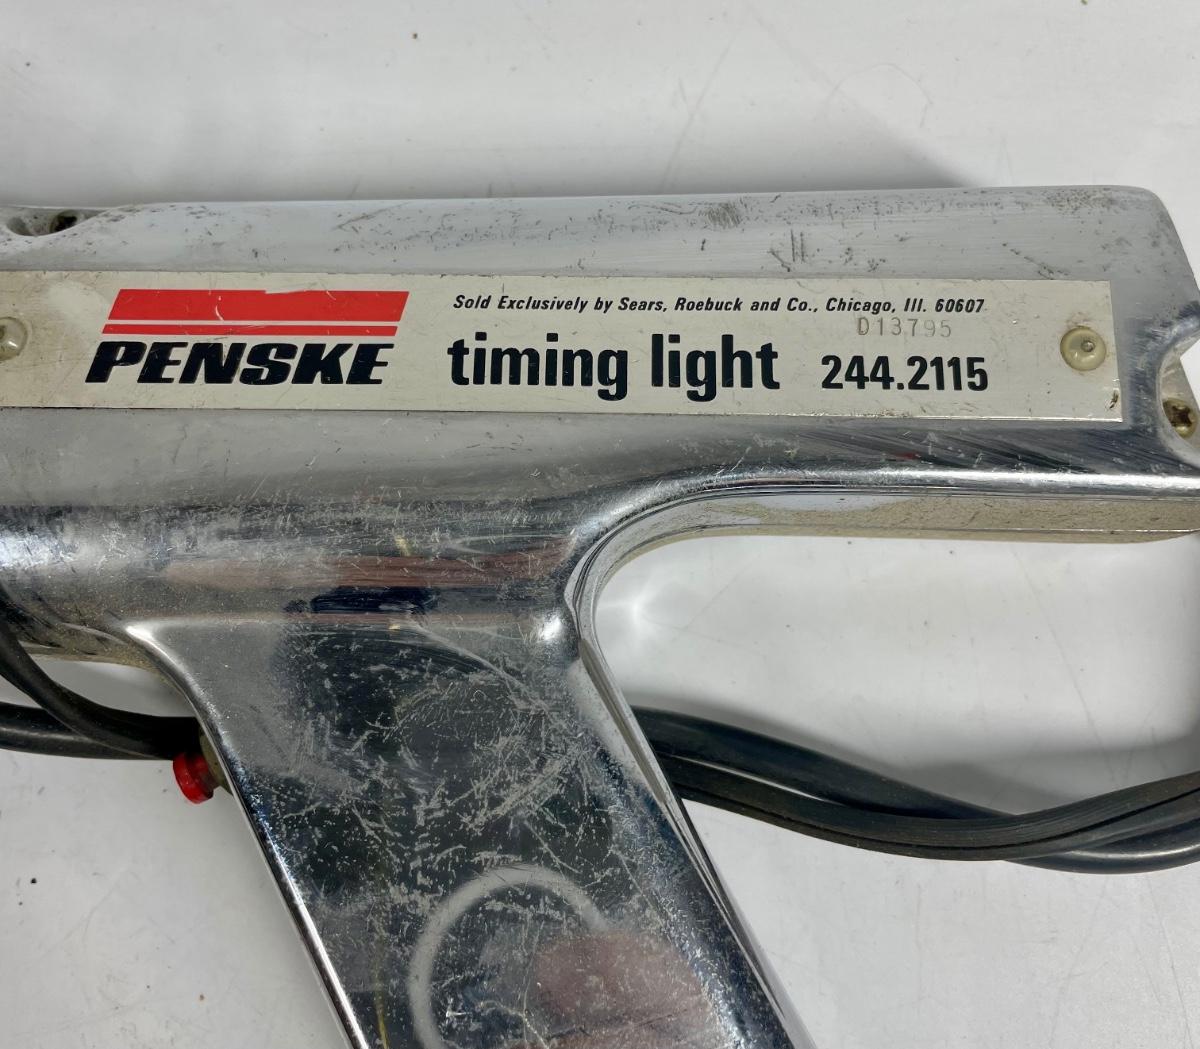 PENSKE
Sold Exclusively by Sears, Roebuck and Co., Chicago, Ill. 60607
D13795
timing light 244.2115